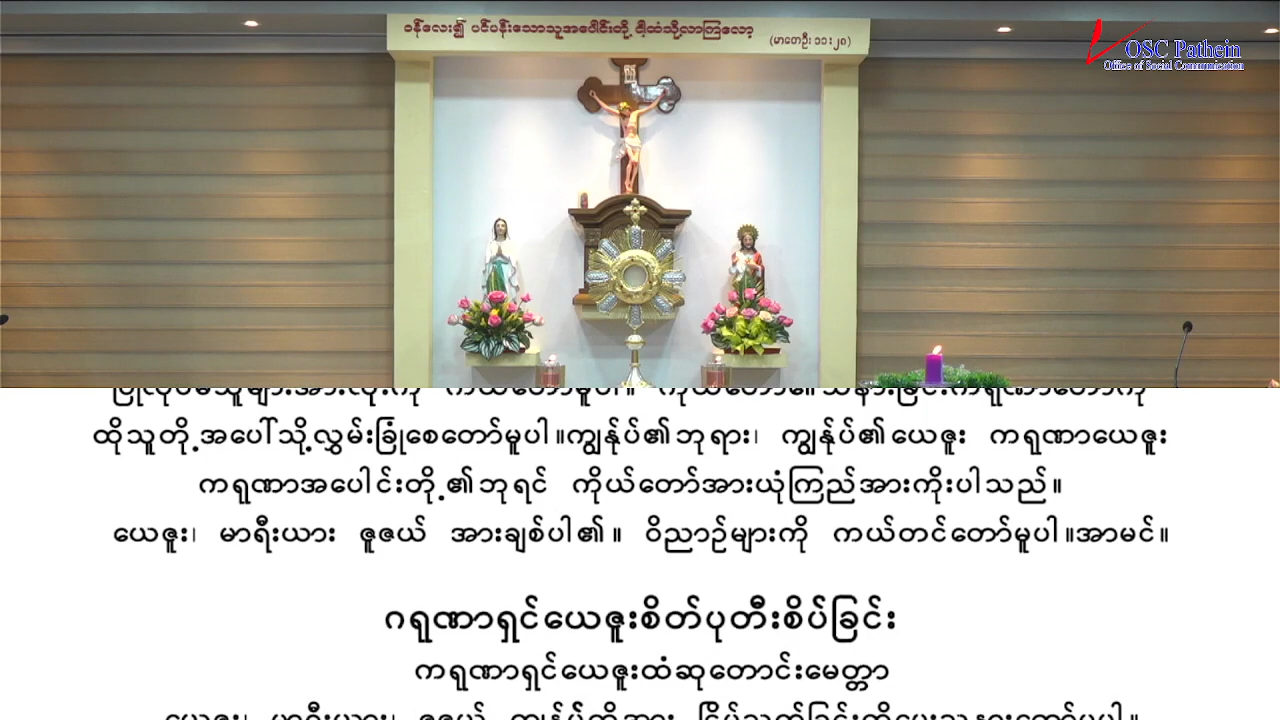 ဝန်လေး၍ ပင်ပန်းသောသူအပေါင်းတို့ ငါ့ထံသို့လာကြလော့
(မာတေဦး ၁၁း၂၈)
OSC Pathein
Office of Social Communication
ထိုသူတို့အပေါ်သို့လွှမ်းခြုံစေတော်မူပါ။ကျွန်ုပ်၏ဘုရား၊ ကျွန်ုပ်၏ယေဇူး ကရုဏာယေဇူး
ကရုဏာအပေါင်းတို့၏ဘုရင် ကိုယ်တော်အားယုံကြည်အားကိုးပါသည်။
ယေဇူး၊ မာရီးယား ဇူဇယ် အားချစ်ပါ၏။ ဝိညာဉ်များကို ကယ်တင်တော်မူပါ။အာမင်။
ဂရုဏာရှင်ယေဇူးစိတ်ပုတီးစိပ်ခြင်း
ကရုဏာရှင်ယေဇူးထံဆုတောင်းမေတ္တာ